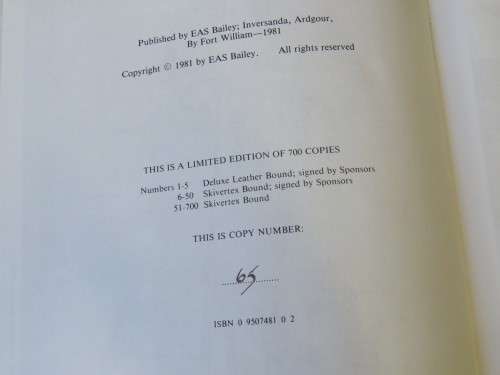 Published by EAS Bailey; Inversanda, Ardgour,
By Fort William—1981
Copyright © 1981 by EAS Bailey. All rights reserved
THIS IS A LIMITED EDITION OF 700 COPIES
Numbers 1-5 Deluxe Leather Bound; signed by Sponsors
6-50 Skivertex Bound; signed by Sponsors
51-700 Skivertex Bound
THIS IS COPY NUMBER:
......65.........
ISBN 0 9507481 0 2